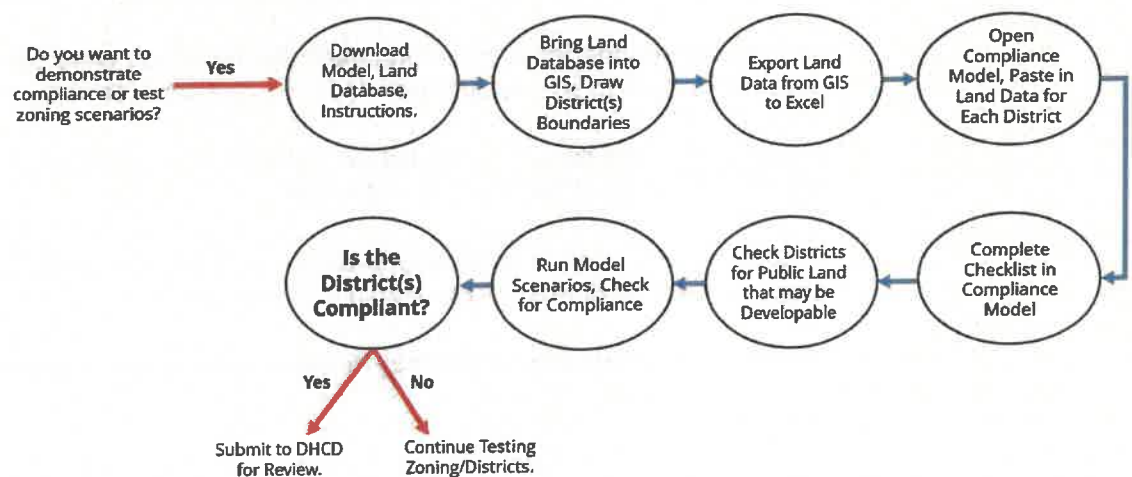 Do you want to
demonstrate
compliance or test
zoning scenarios?
Yes
Download
Model, Land
Database,
Instructions.
Bring Land
Database into
GIS, Draw
District(s)
Boundaries
Export Land
Data from GIS
to Excel
Open
Compliance
Model, Paste in
Land Data for
Each District
Complete
Checklist in
Compliance
Model
Check Districts
for Public Land
that may be
Developable
Run Model
Scenarios, Check
for Compliance
Is the
District(s)
Compliant?
Yes
No
Submit to DHCD
for Review.
Continue Testing
Zoning/Districts.